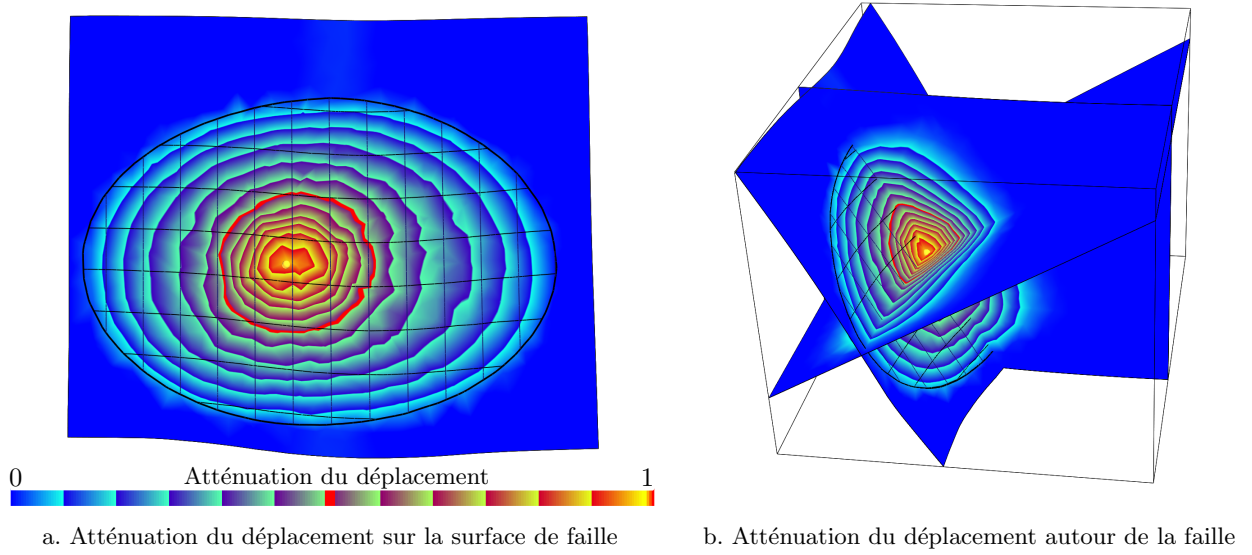 0 Atténuation du déplacement 1
a. Atténuation du déplacement sur la surface de faille
b. Atténuation du déplacement autour de la faille